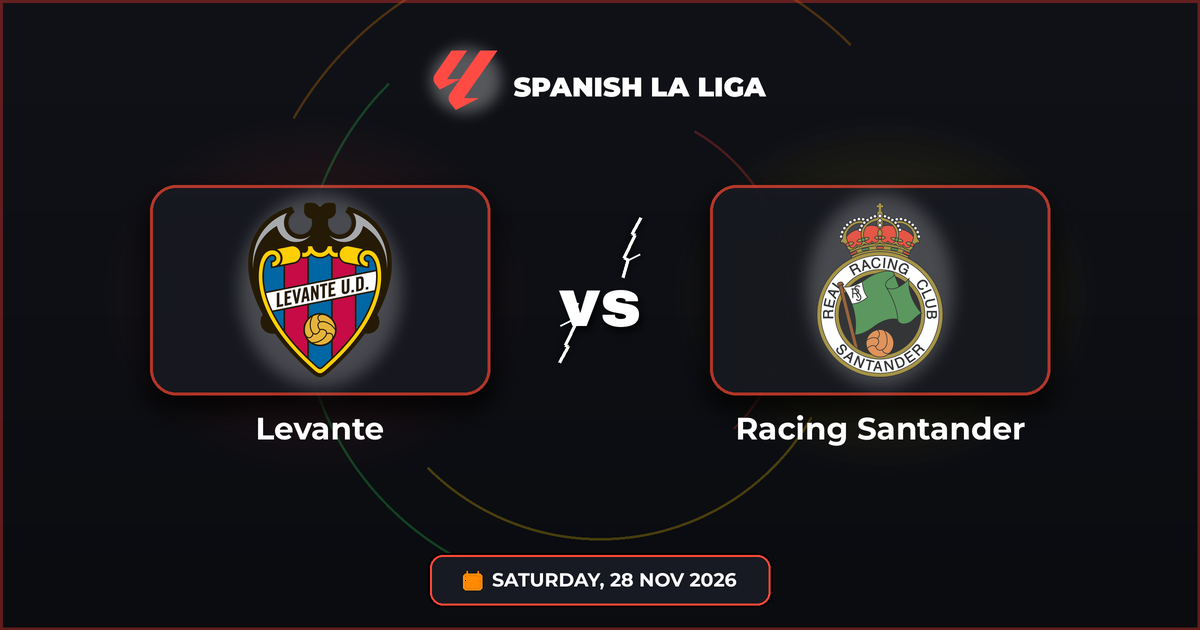 SPANISH LA LIGA
LEVANTE U.D.
VS
REAL RACING CLUB
SANTANDER
Levante
Racing Santander
SATURDAY, 28 NOV 2026